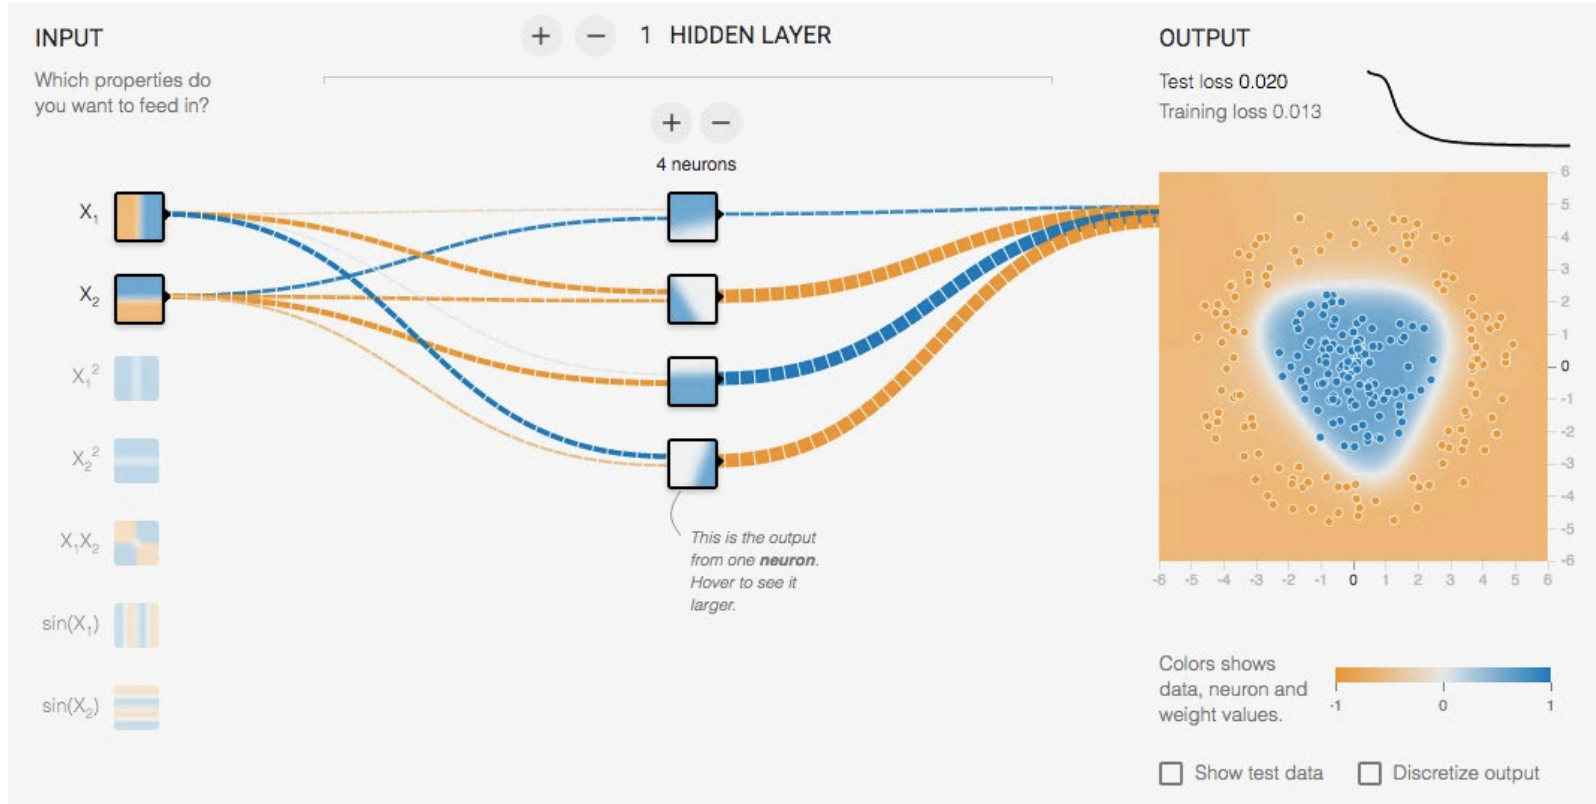 INPUT
Which properties do
you want to feed in?
X₁
X₂
X₁²
X₂²
X₁X₂
sin(X₁)
sin(X₂)
+ − 1 HIDDEN LAYER
+ −
4 neurons
This is the output
from one neuron.
Hover to see it
larger.
OUTPUT
Test loss 0.020
Training loss 0.013
6
5
4
3
2
1
0
-1
-2
-3
-4
-5
-6
-6 -5 -4 -3 -2 -1 0 1 2 3 4 5 6
Colors shows
data, neuron and
weight values.
-1 0 1
Show test data Discretize output